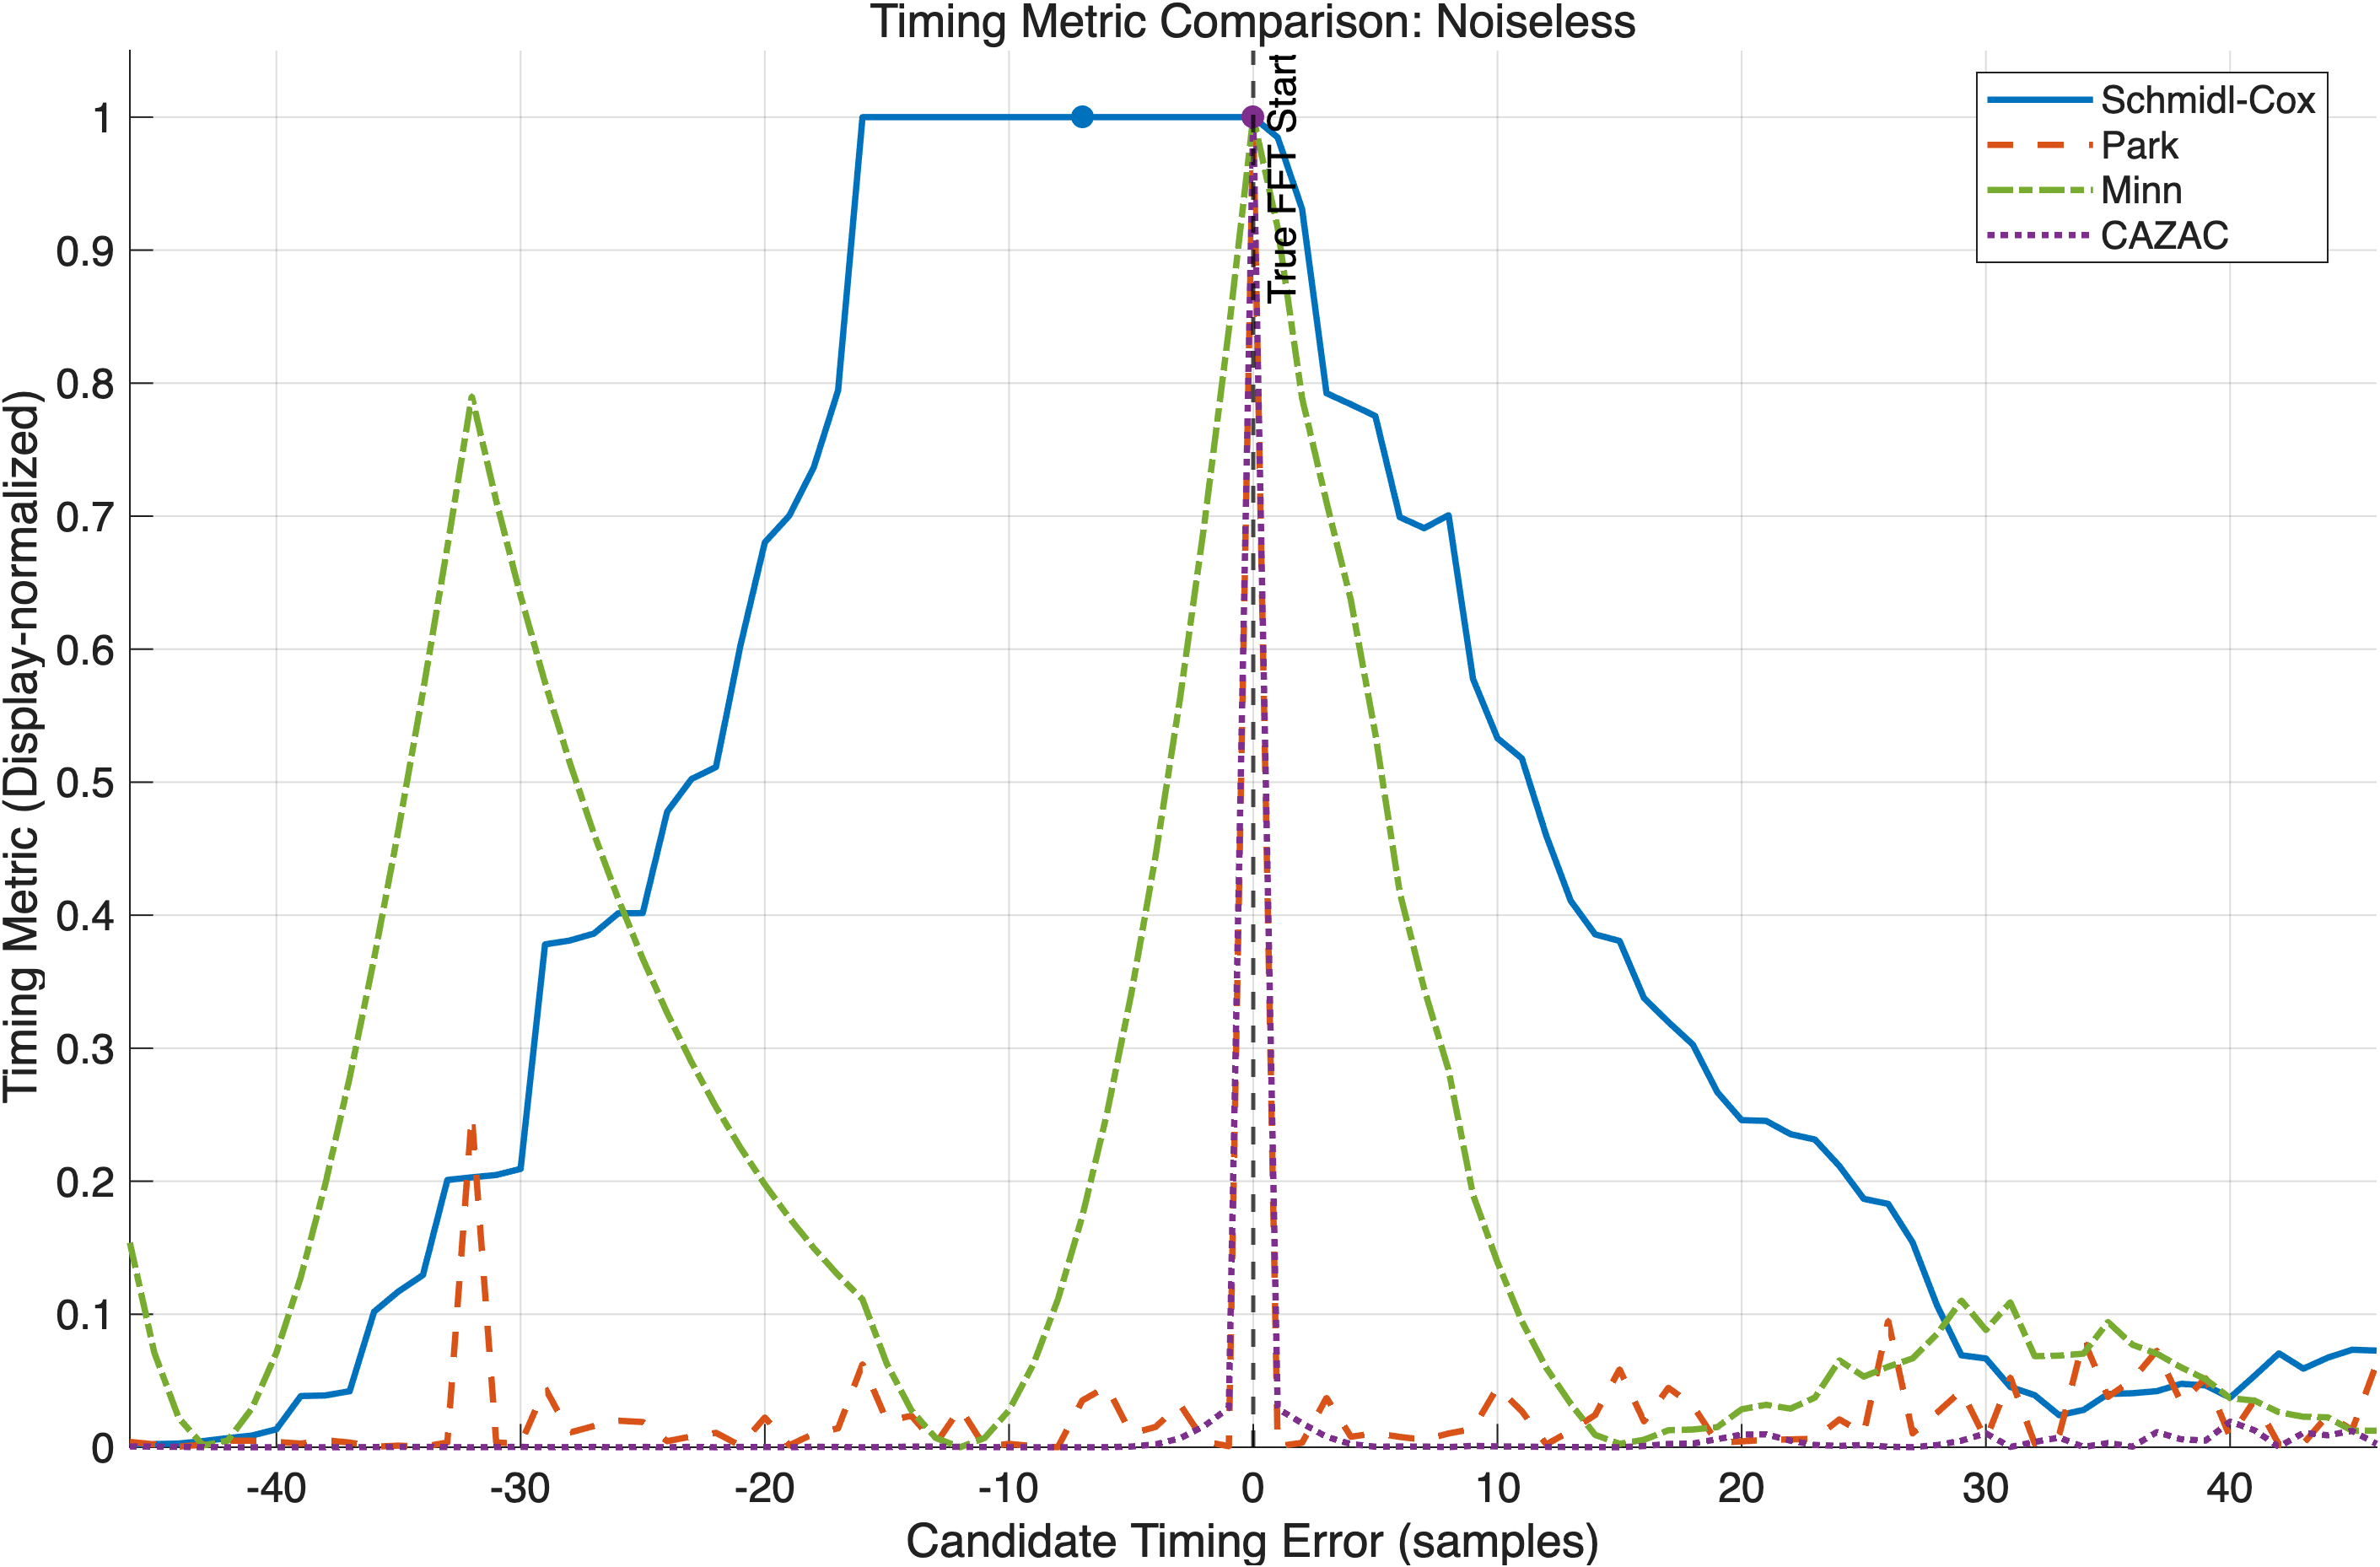 Timing Metric Comparison: Noiseless
Timing Metric (Display-normalized)
1
0.9
0.8
0.7
0.6
0.5
0.4
0.3
0.2
0.1
0
True FFT Start
Schmidl-Cox
Park
Minn
CAZAC
-40 -30 -20 -10 0 10 20 30 40
Candidate Timing Error (samples)